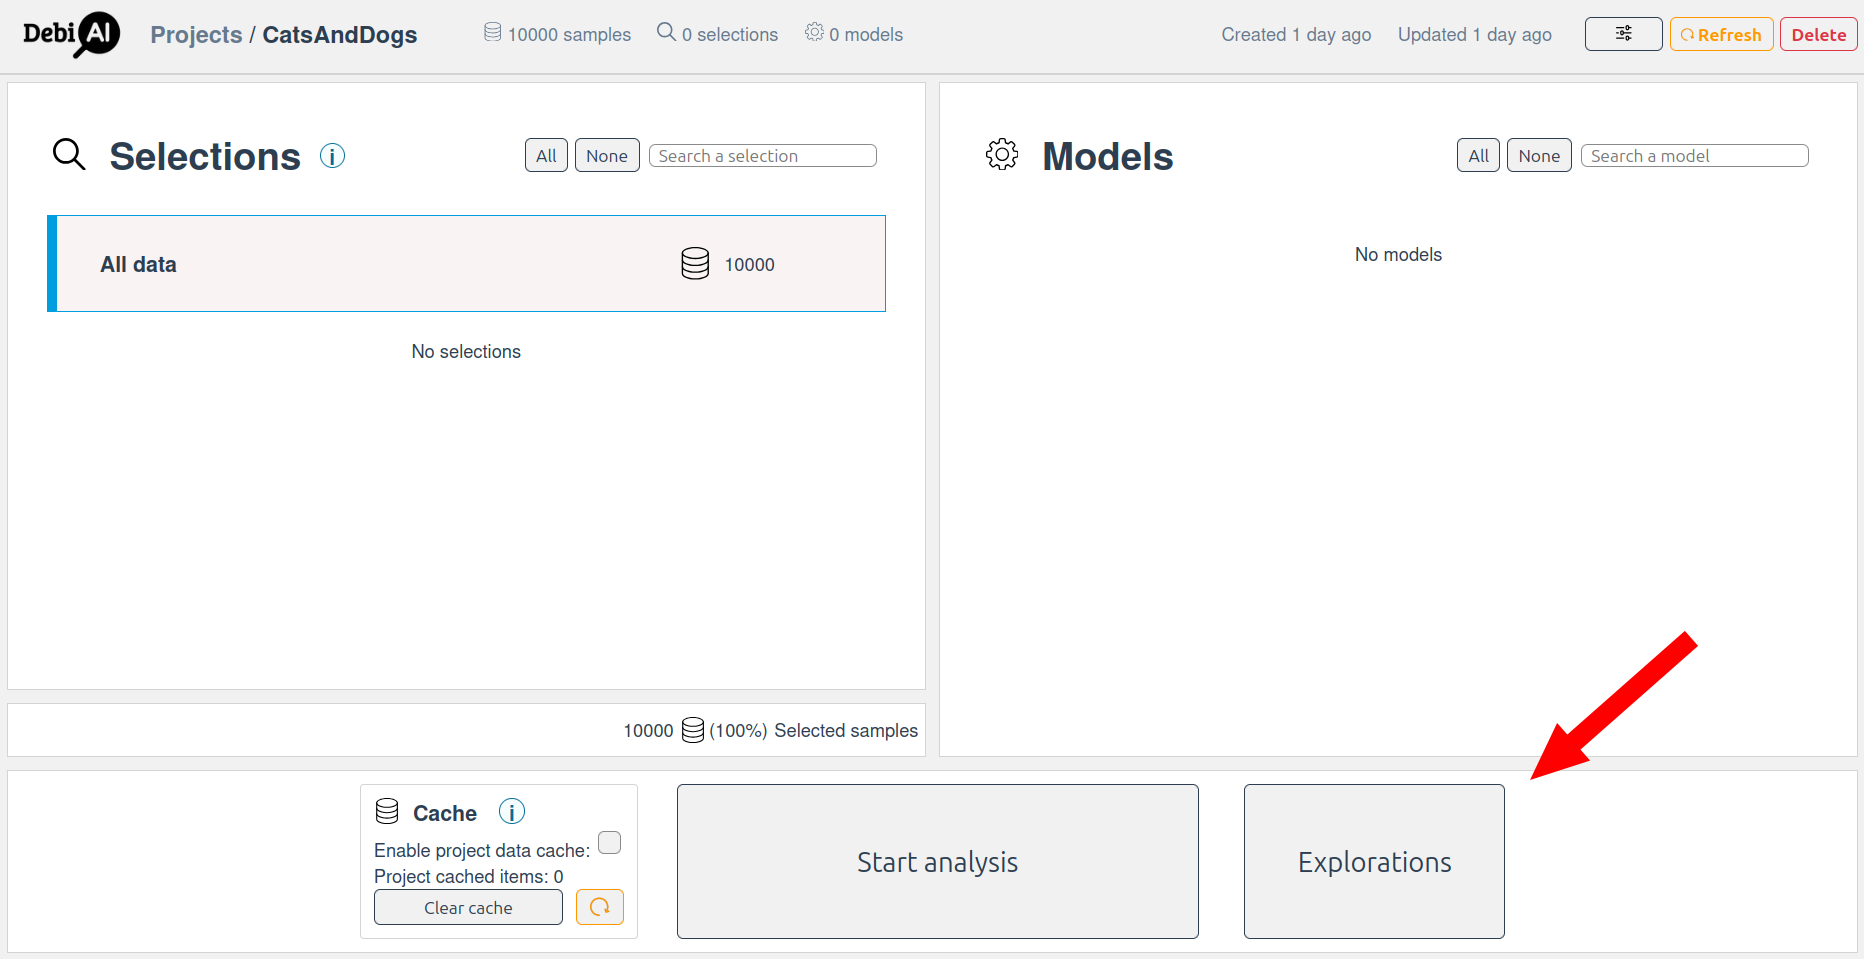 DebiAI Projects / CatsAndDogs 10000 samples 0 selections 0 models Created 1 day ago Updated 1 day ago Refresh Delete
Selections i All None Search a selection
All data 10000
No selections
10000 (100%) Selected samples
Models All None Search a model
No models
Cache i
Enable project data cache:
Project cached items: 0
Clear cache
Start analysis
Explorations